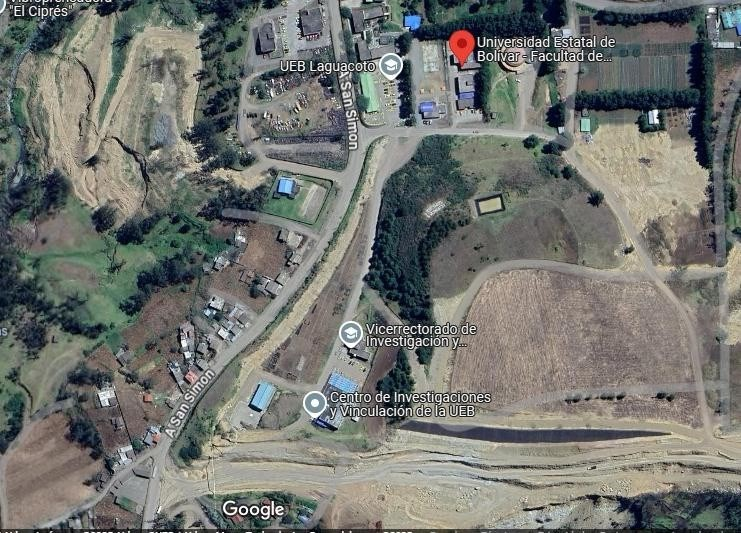 "El Ciprés"
Universidad Estatal de
Bolívar - Facultad de...
UEB Laguacoto
A San Simon
Vicerrectorado de
Investigación y...
Centro de Investigaciones
y Vinculación de la UEB
A San Simon
Google